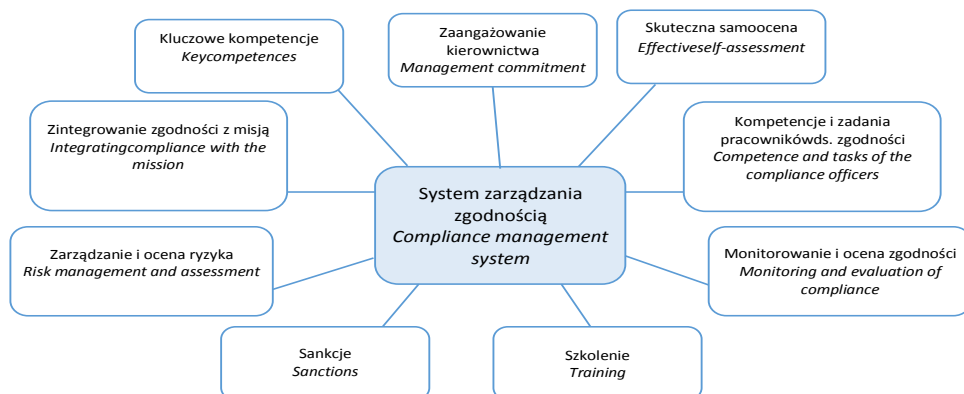 Kluczowe kompetencje
Keycompetences
Zaangażowanie
kierownictwa
Management commitment
Skuteczna samoocena
Effectiveself-assessment
Zintegrowanie zgodności z misją
Integratingcompliance with the
mission
Kompetencje i zadania
pracownikówds. zgodności
Competence and tasks of the
compliance officers
System zarządzania
zgodnością
Compliance management
system
Zarządzanie i ocena ryzyka
Risk management and assessment
Monitorowanie i ocena zgodności
Monitoring and evaluation of
compliance
Sankcje
Sanctions
Szkolenie
Training